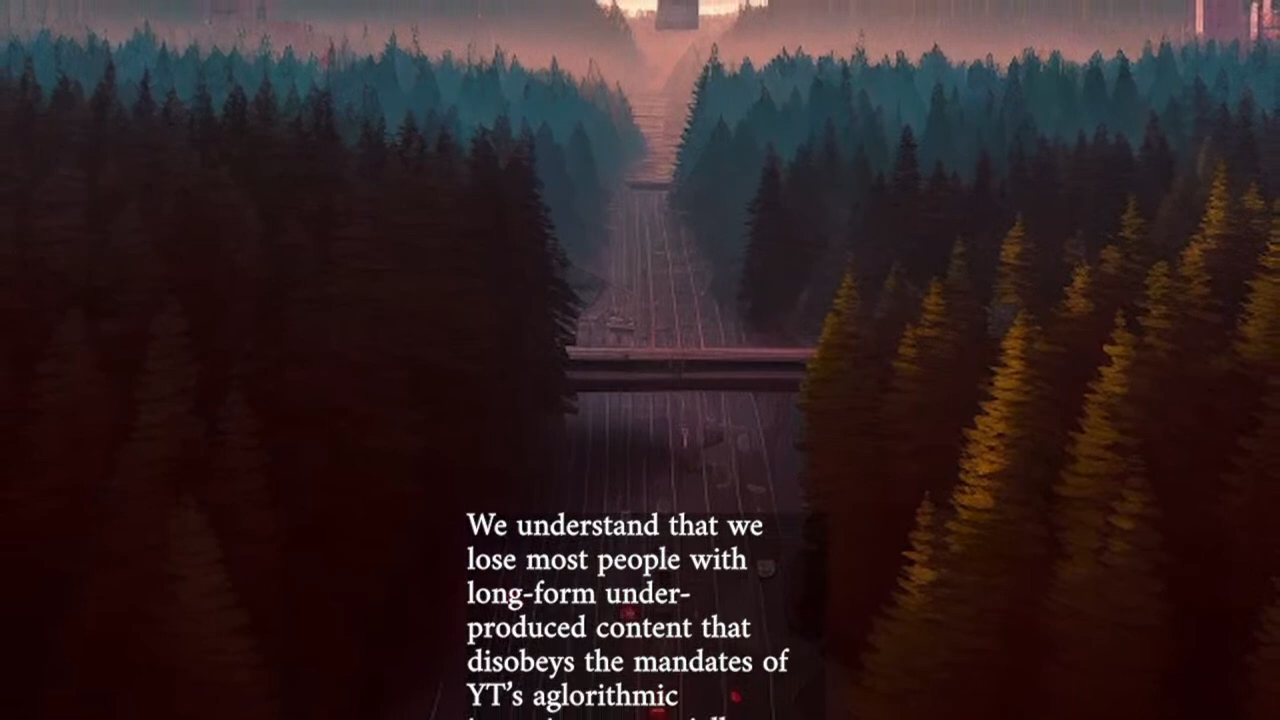 We understand that we
lose most people with
long-form under-
produced content that
disobeys the mandates of
YT’s aglorithmic